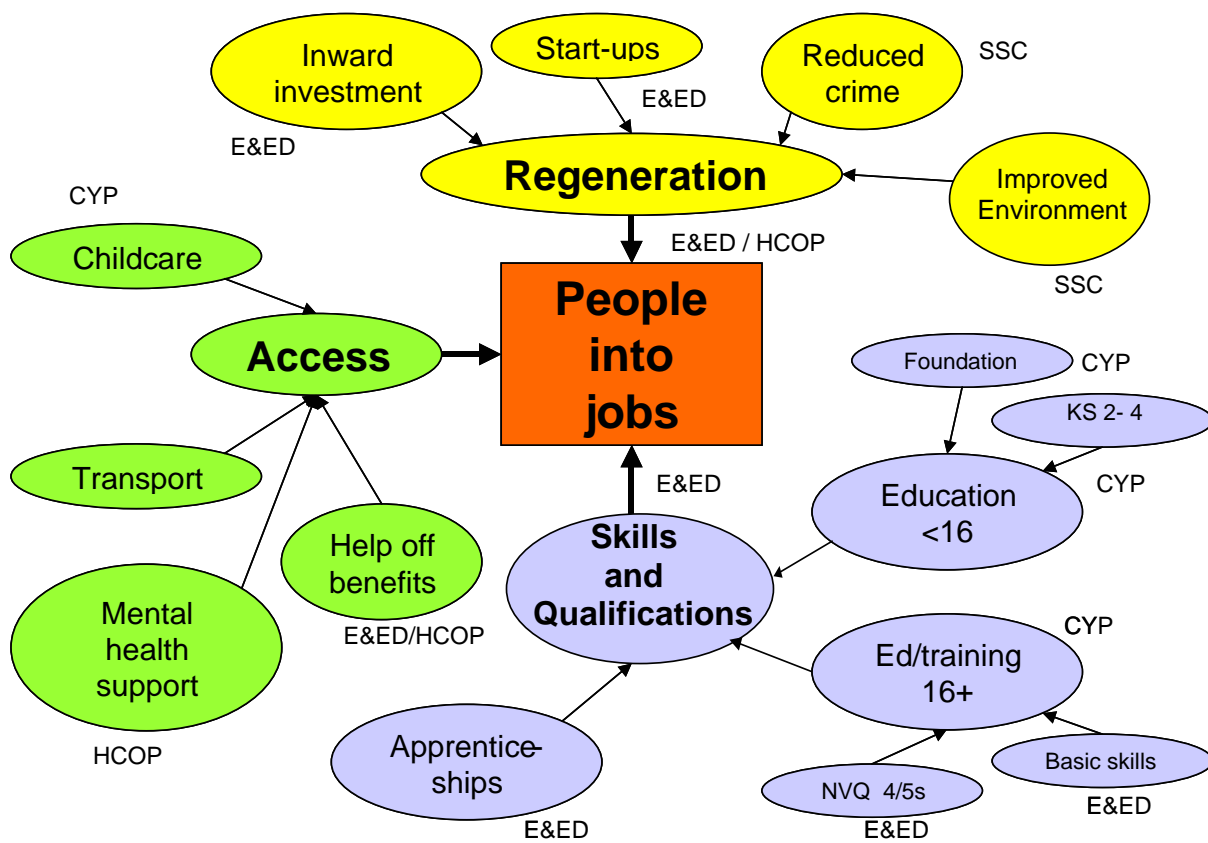 Inward
investment
E&ED
Start-ups
E&ED
Reduced
crime
SSC
Regeneration
E&ED / HCOP
Improved
Environment
SSC
CYP
Childcare
Access
Transport
Help off
benefits
E&ED/HCOP
Mental
health
support
HCOP
People
into
jobs
E&ED
Skills
and
Qualifications
Foundation
CYP
KS 2- 4
CYP
Education
<16
CYP
Ed/training
16+
Apprentice-
ships
E&ED
NVQ 4/5s
E&ED
Basic skills
E&ED